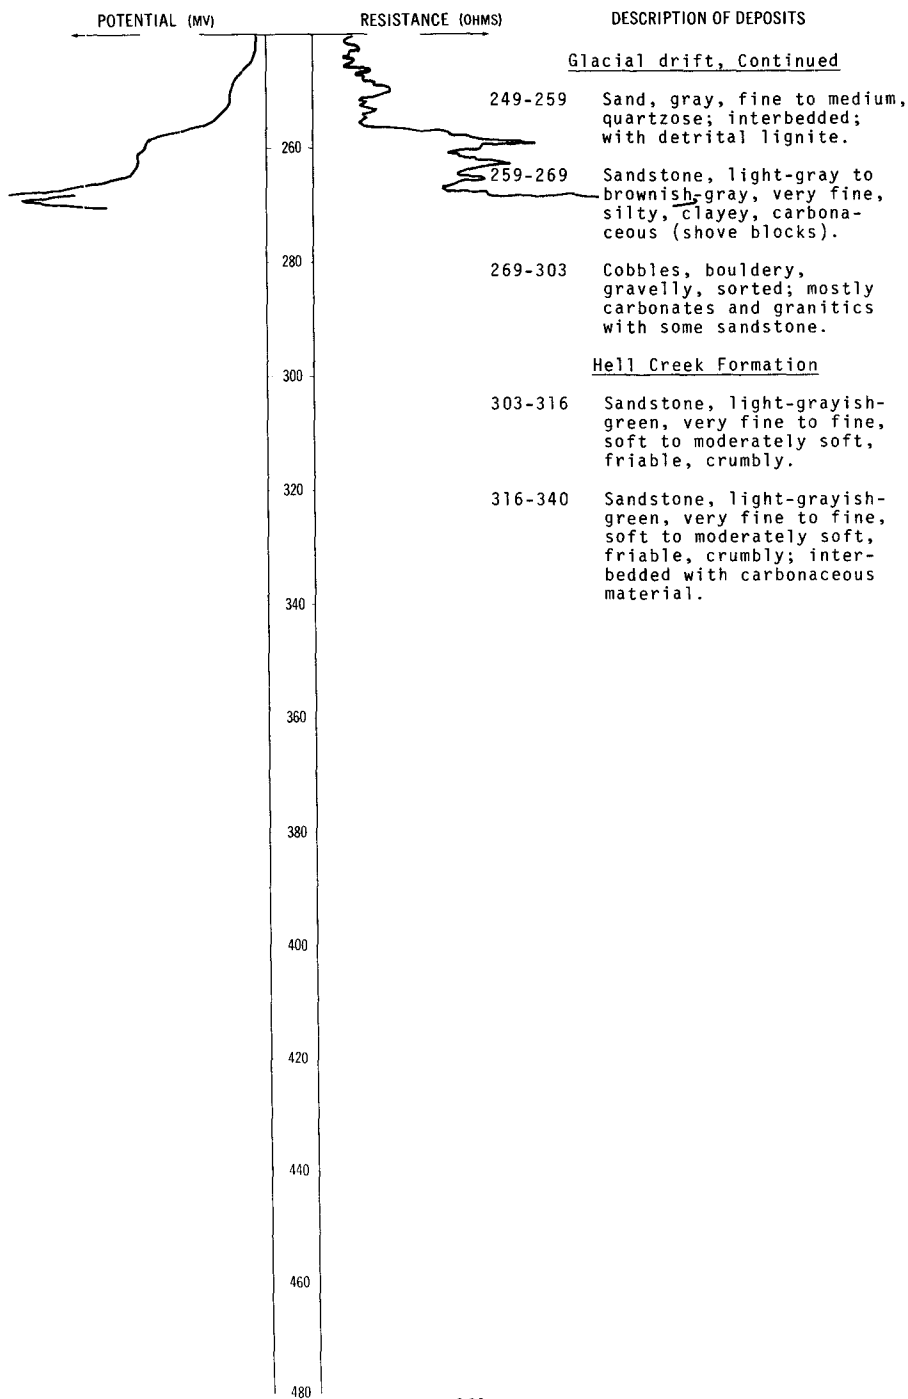 POTENTIAL (MV) RESISTANCE (OHMS) DESCRIPTION OF DEPOSITS
Glacial drift, Continued
249-259 Sand, gray, fine to medium,
quartzose; interbedded;
with detrital lignite.
260
259-269 Sandstone, light-gray to
brownish-gray, very fine,
silty, clayey, carbona-
ceous (shove blocks).
280
269-303 Cobbles, bouldery,
gravelly, sorted; mostly
carbonates and granitics
with some sandstone.
Hell Creek Formation
300
303-316 Sandstone, light-grayish-
green, very fine to fine,
soft to moderately soft,
friable, crumbly.
320
316-340 Sandstone, light-grayish-
green, very fine to fine,
soft to moderately soft,
friable, crumbly; inter-
bedded with carbonaceous
material.
340
360
380
400
420
440
460
480